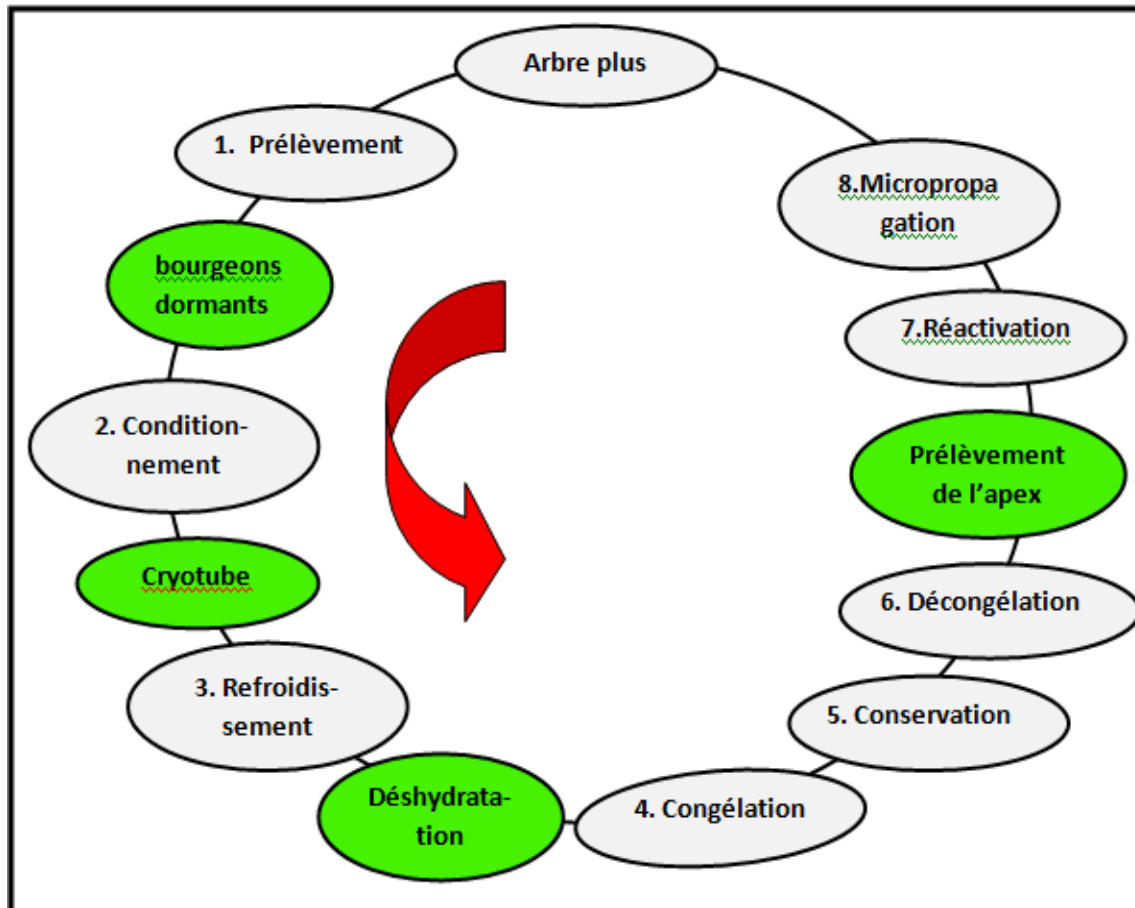 Arbre plus
1. Prélèvement
bourgeons
dormants
2. Condition-
nement
Cryotube
3. Refroidis-
sement
Déshydrata-
tion
4. Congélation
5. Conservation
6. Décongélation
Prélèvement
de l’apex
7.Réactivation
8.Micropropa
gation